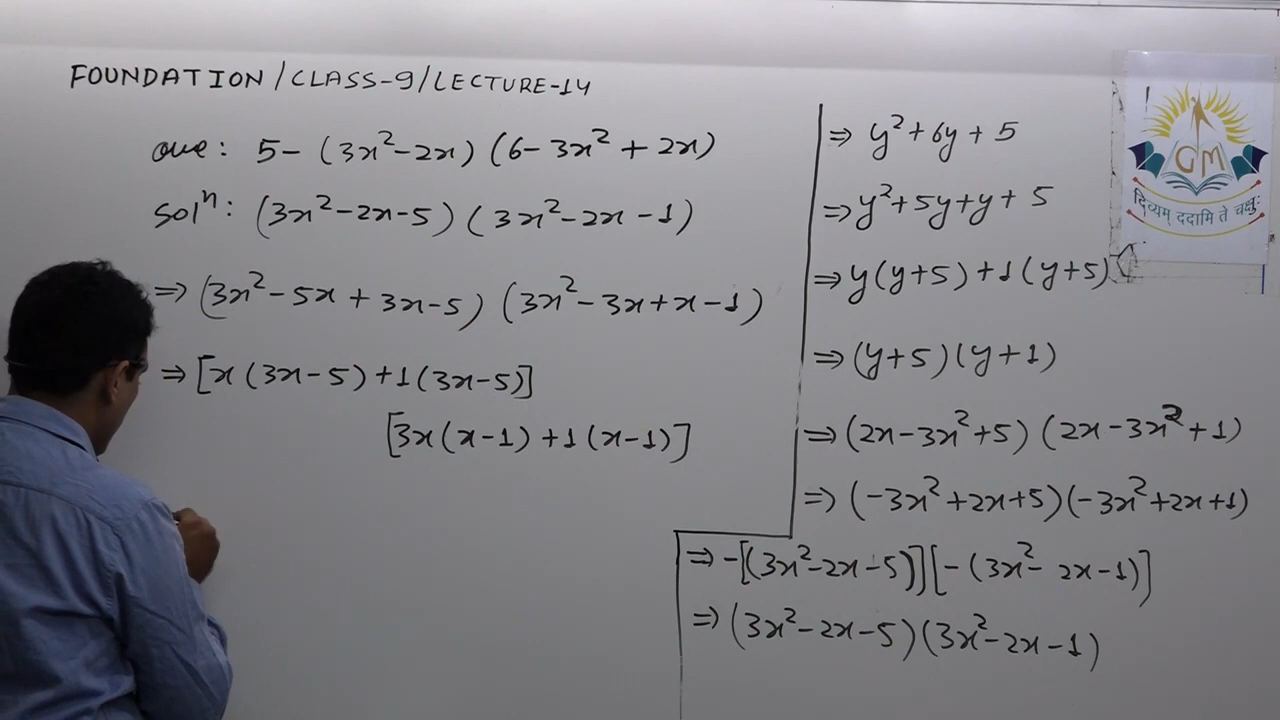 FOUNDATION/CLASS-9/LECTURE-14
Que: 5-(3x²-2x)(6-3x²+2x)
Solⁿ: (3x²-2x-5)(3x²-2x-1)
⇒ (3x²-5x+3x-5)(3x²-3x+x-1)
⇒ [x(3x-5)+1(3x-5)]
[3x(x-1)+1(x-1)]
⇒ y²+6y+5
⇒ y²+5y+y+5
⇒ y(y+5)+1(y+5)
⇒ (y+5)(y+1)
⇒ (2x-3x²+5)(2x-3x²+1)
⇒ (-3x²+2x+5)(-3x²+2x+1)
⇒ -[(3x²-2x-5)][-(3x²-2x-1)]
⇒ (3x²-2x-5)(3x²-2x-1)
GM
दिव्यम् ददामि ते चक्षुः